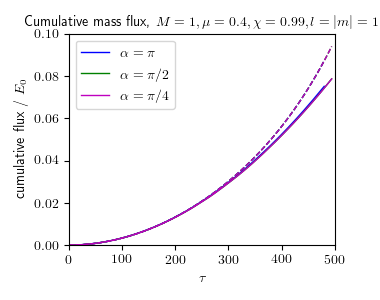 Cumulative mass flux, M = 1, μ = 0.4, χ = 0.99, l = |m| = 1
cumulative flux / E₀
0.10
0.08
0.06
0.04
0.02
0.00
α = π
α = π/2
α = π/4
0 100 200 300 400 500
τ